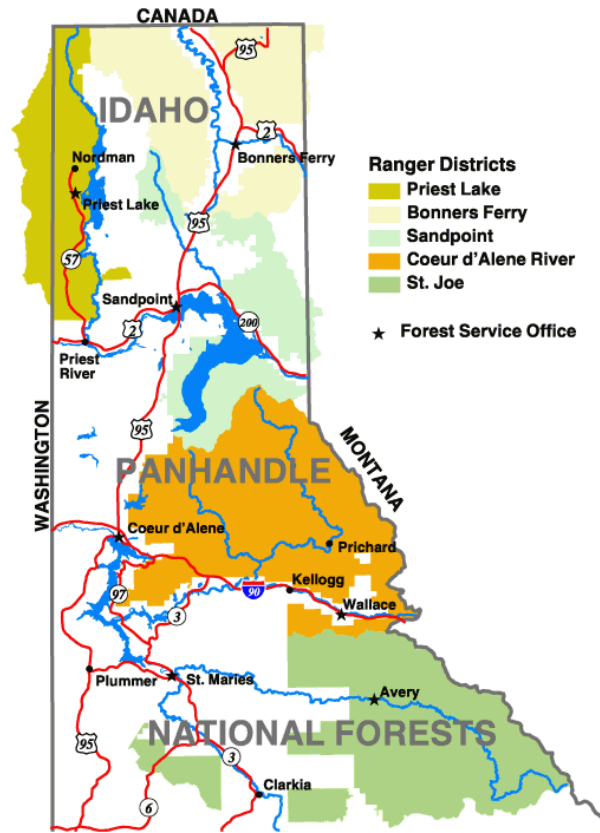 CANADA
95
IDAHO
2
Nordman
Bonners Ferry
Priest Lake
95
57
Sandpoint
2
200
Priest
River
Ranger Districts
Priest Lake
Bonners Ferry
Sandpoint
Coeur d'Alene River
St. Joe
Forest Service Office
WASHINGTON
95
MONTANA
PANHANDLE
Coeur d'Alene
Prichard
Kellogg
90
97
3
Wallace
Plummer
St. Maries
Avery
NATIONAL FORESTS
95
3
Clarkia
6